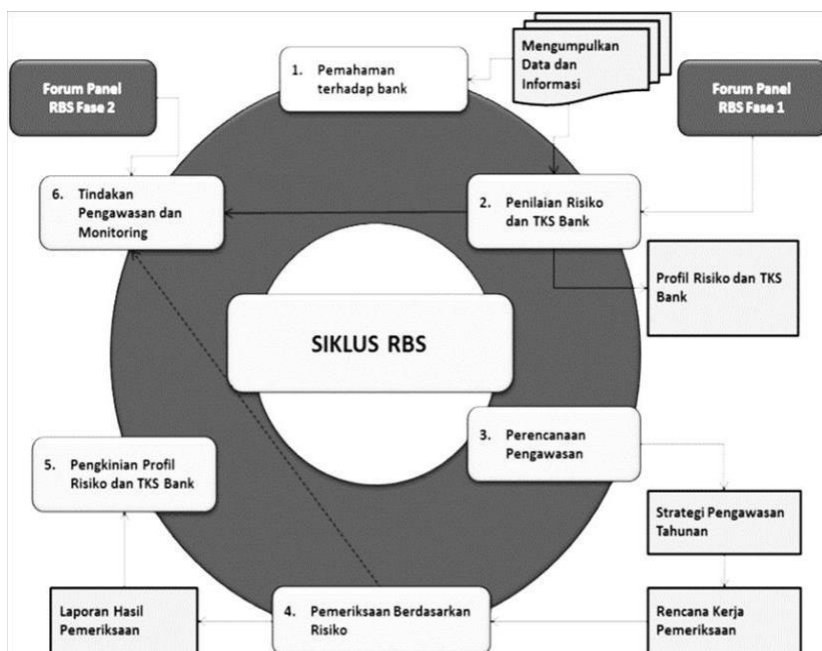 Mengumpulkan
Data dan
Informasi
1. Pemahaman
terhadap bank
Forum Panel
RBS Fase 2
Forum Panel
RBS Fase 1
6. Tindakan
Pengawasan dan
Monitoring
2. Penilaian Risiko
dan TKS Bank
Profil Risiko dan TKS
Bank
SIKLUS RBS
3. Perencanaan
Pengawasan
5. Pengkinian Profil
Risiko dan TKS Bank
Strategi Pengawasan
Tahunan
Laporan Hasil
Pemeriksaan
4. Pemeriksaan Berdasarkan
Risiko
Rencana Kerja
Pemeriksaan